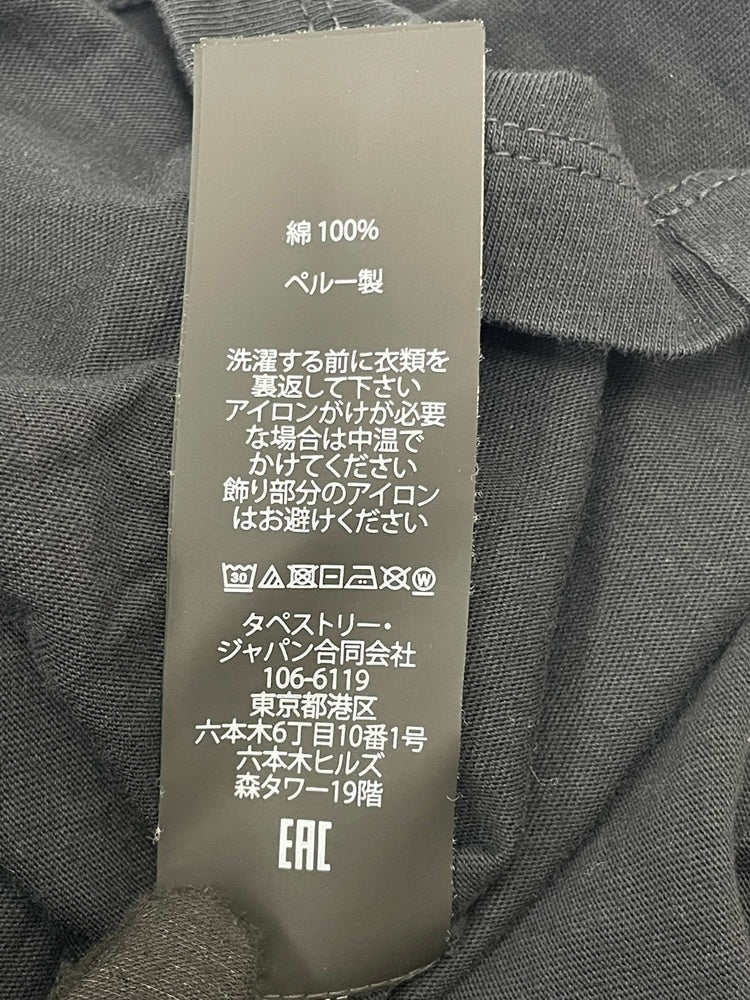 綿 100%
ペルー製
洗濯する前に衣類を
裏返して下さい
アイロンがけが必要
な場合は中温で
かけてください
飾り部分のアイロン
はお避けください
30 W
タペストリー・
ジャパン合同会社
106-6119
東京都港区
六本木6丁目10番1号
六本木ヒルズ
森タワー19階
EAC